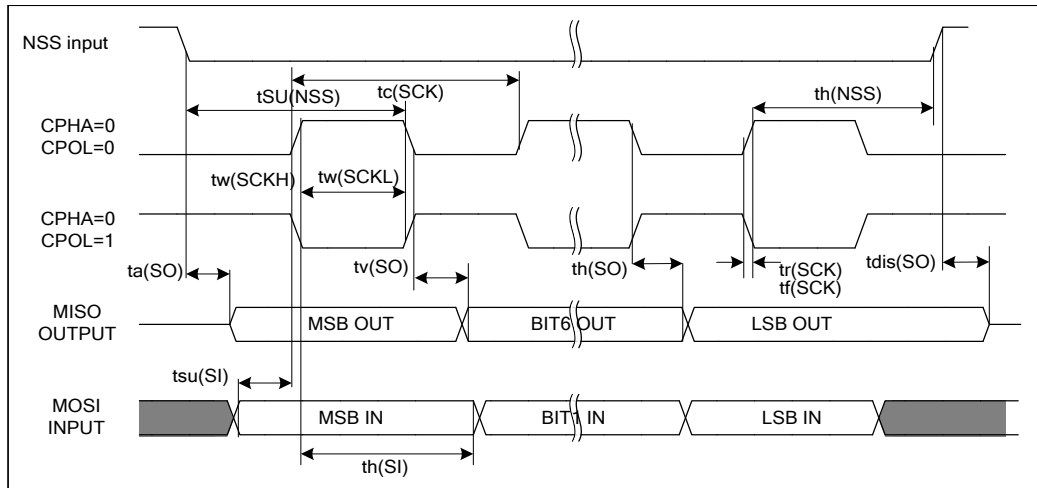 NSS input
tc(SCK)
tSU(NSS)
th(NSS)
CPHA=0
CPOL=0
tw(SCKH)
tw(SCKL)
CPHA=0
CPOL=1
ta(SO)
tv(SO)
th(SO)
tr(SCK)
tf(SCK)
tdis(SO)
MISO
OUTPUT
MSB OUT
BIT6 OUT
LSB OUT
tsu(SI)
MOSI
INPUT
MSB IN
BIT1 IN
LSB IN
th(SI)